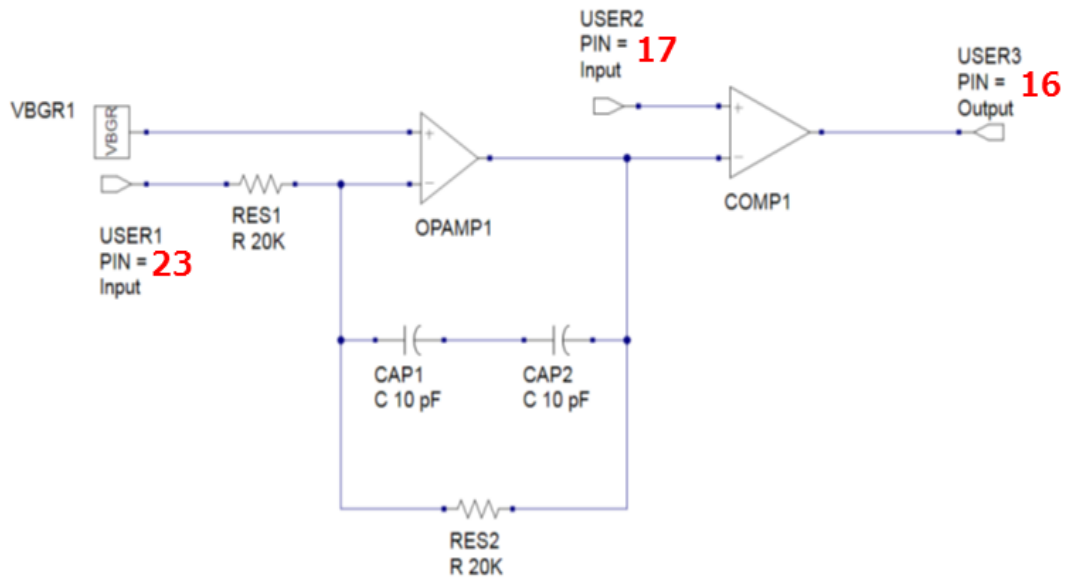 USER2
PIN = 17
Input
USER3
PIN = 16
Output
VBGR1
VBGR
+
−
+
−
COMP1
RES1
R 20K
OPAMP1
USER1
PIN = 23
Input
CAP1
C 10 pF
CAP2
C 10 pF
RES2
R 20K